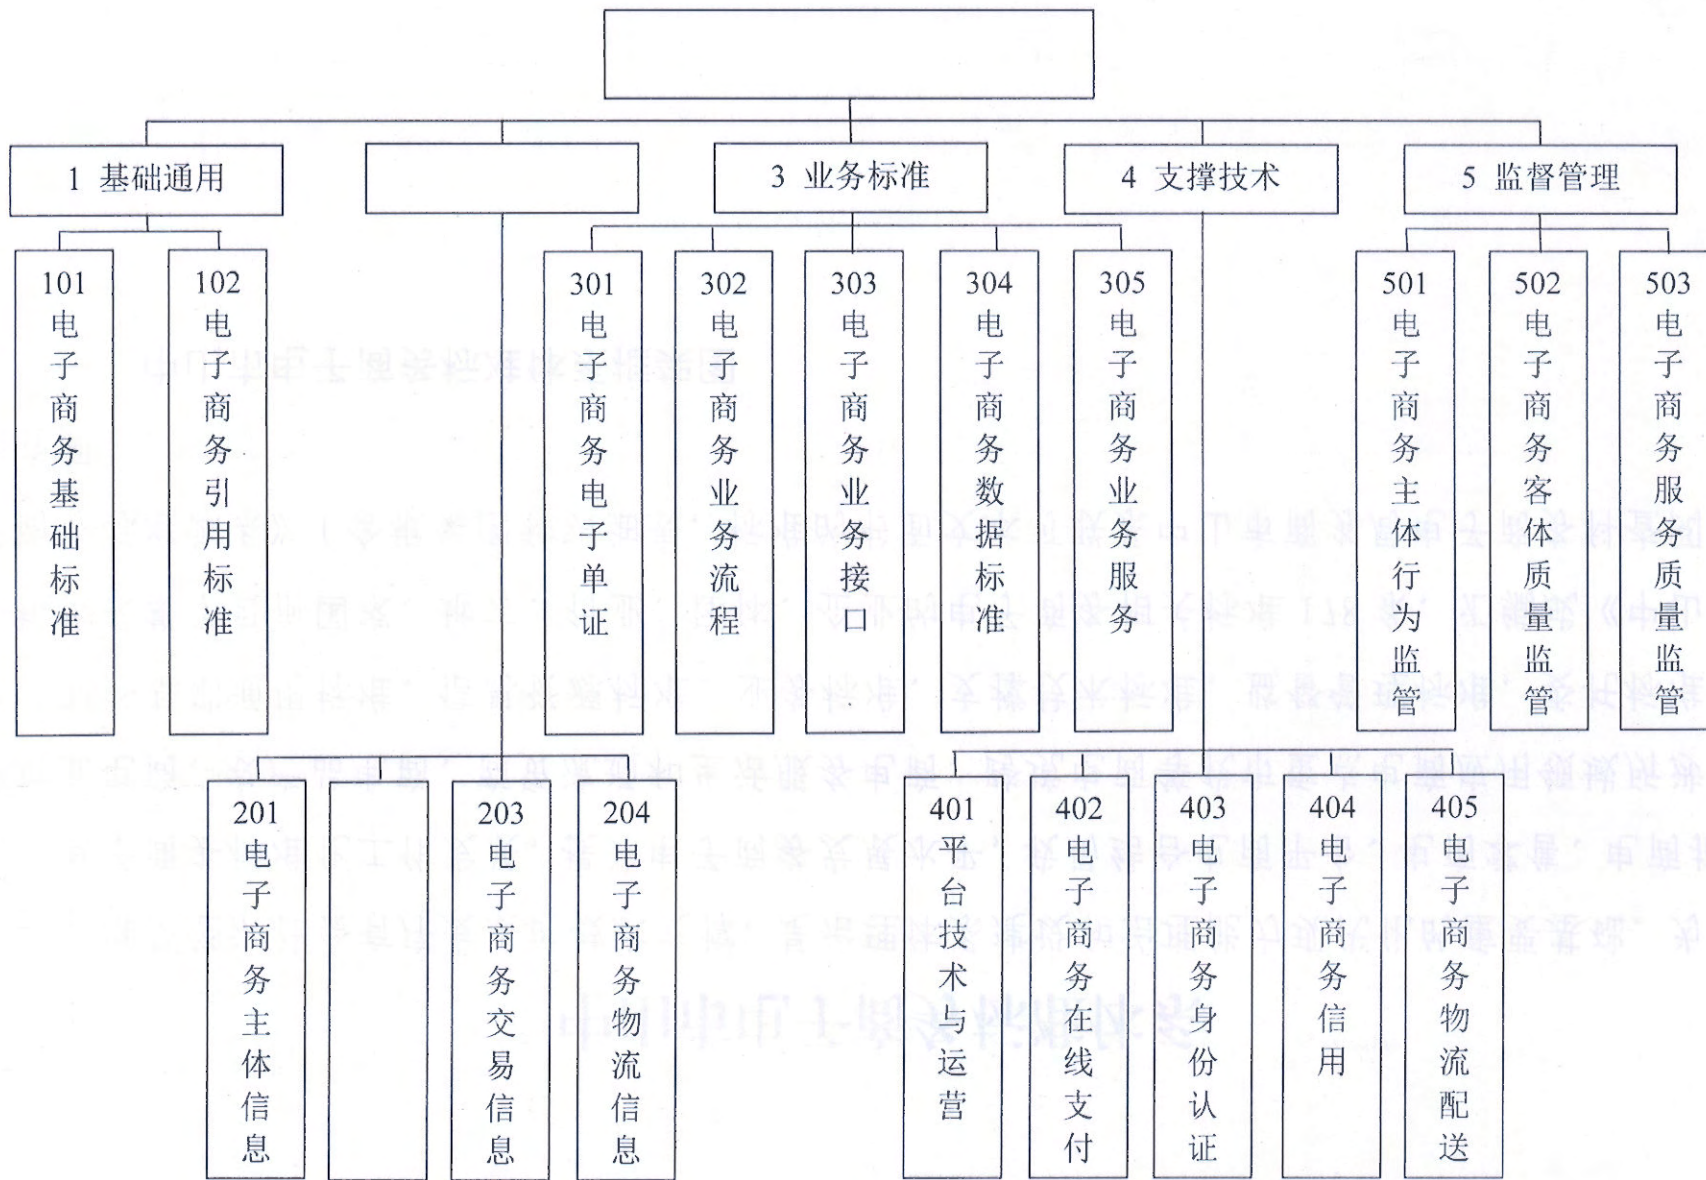 1 基础通用
3 业务标准
4 支撑技术
5 监督管理
101
电子商务基础标准
102
电子商务引用标准
301
电子商务电子单证
302
电子商务业务流程
303
电子商务业务接口
304
电子商务数据标准
305
电子商务业务服务
501
电子商务主体行为监管
502
电子商务客体质量监管
503
电子商务服务质量监管
201
电子商务主体信息
203
电子商务交易信息
204
电子商务物流信息
401
平台技术与运营
402
电子商务在线支付
403
电子商务身份认证
404
电子商务信用
405
电子商务物流配送